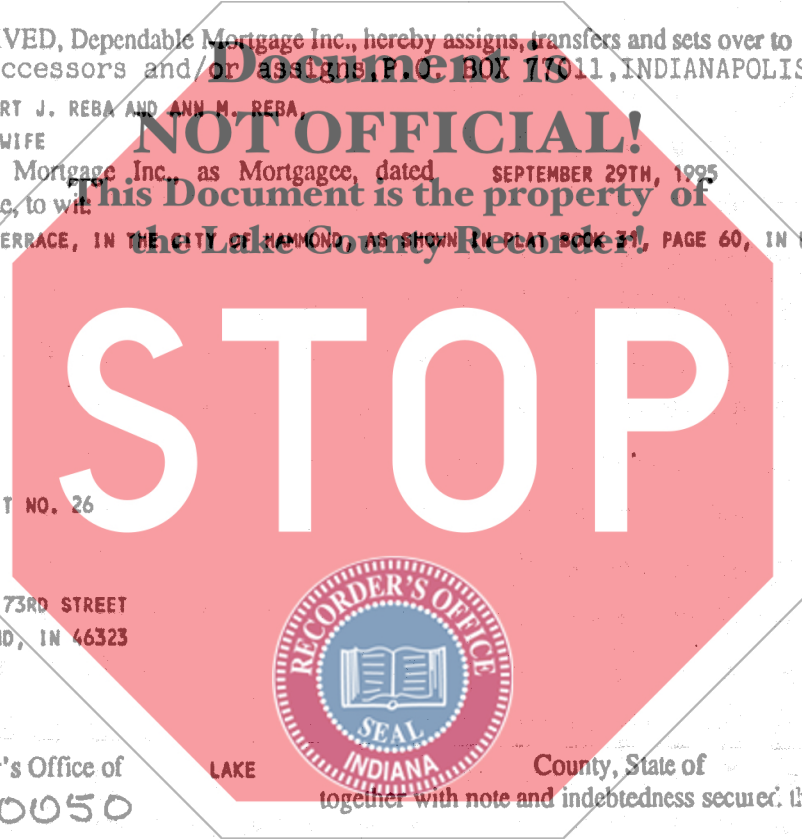 VED, Dependable Mortgage Inc., hereby assigns, transfers and sets over to
ccessors and/or assigns, P.O. BOX 77011, INDIANAPOLIS
Document is
RT J. REBA AND ANN M. REBA,
NOT OFFICIAL!
WIFE
Mortgage Inc., as Mortgagee, dated SEPTEMBER 29TH, 1995
This Document is the property of
e, to wit:
the Lake County Recorder!
ERRACE, IN THE CITY OF HAMMOND, AS SHOWN IN PLAT BOOK 31, PAGE 60, IN
STOP
T NO. 26
73RD STREET
D, IN 46323
RECORDER'S OFFICE
SEAL
INDIANA
's Office of LAKE County, State of
0050
together with note and indebtedness secured. th